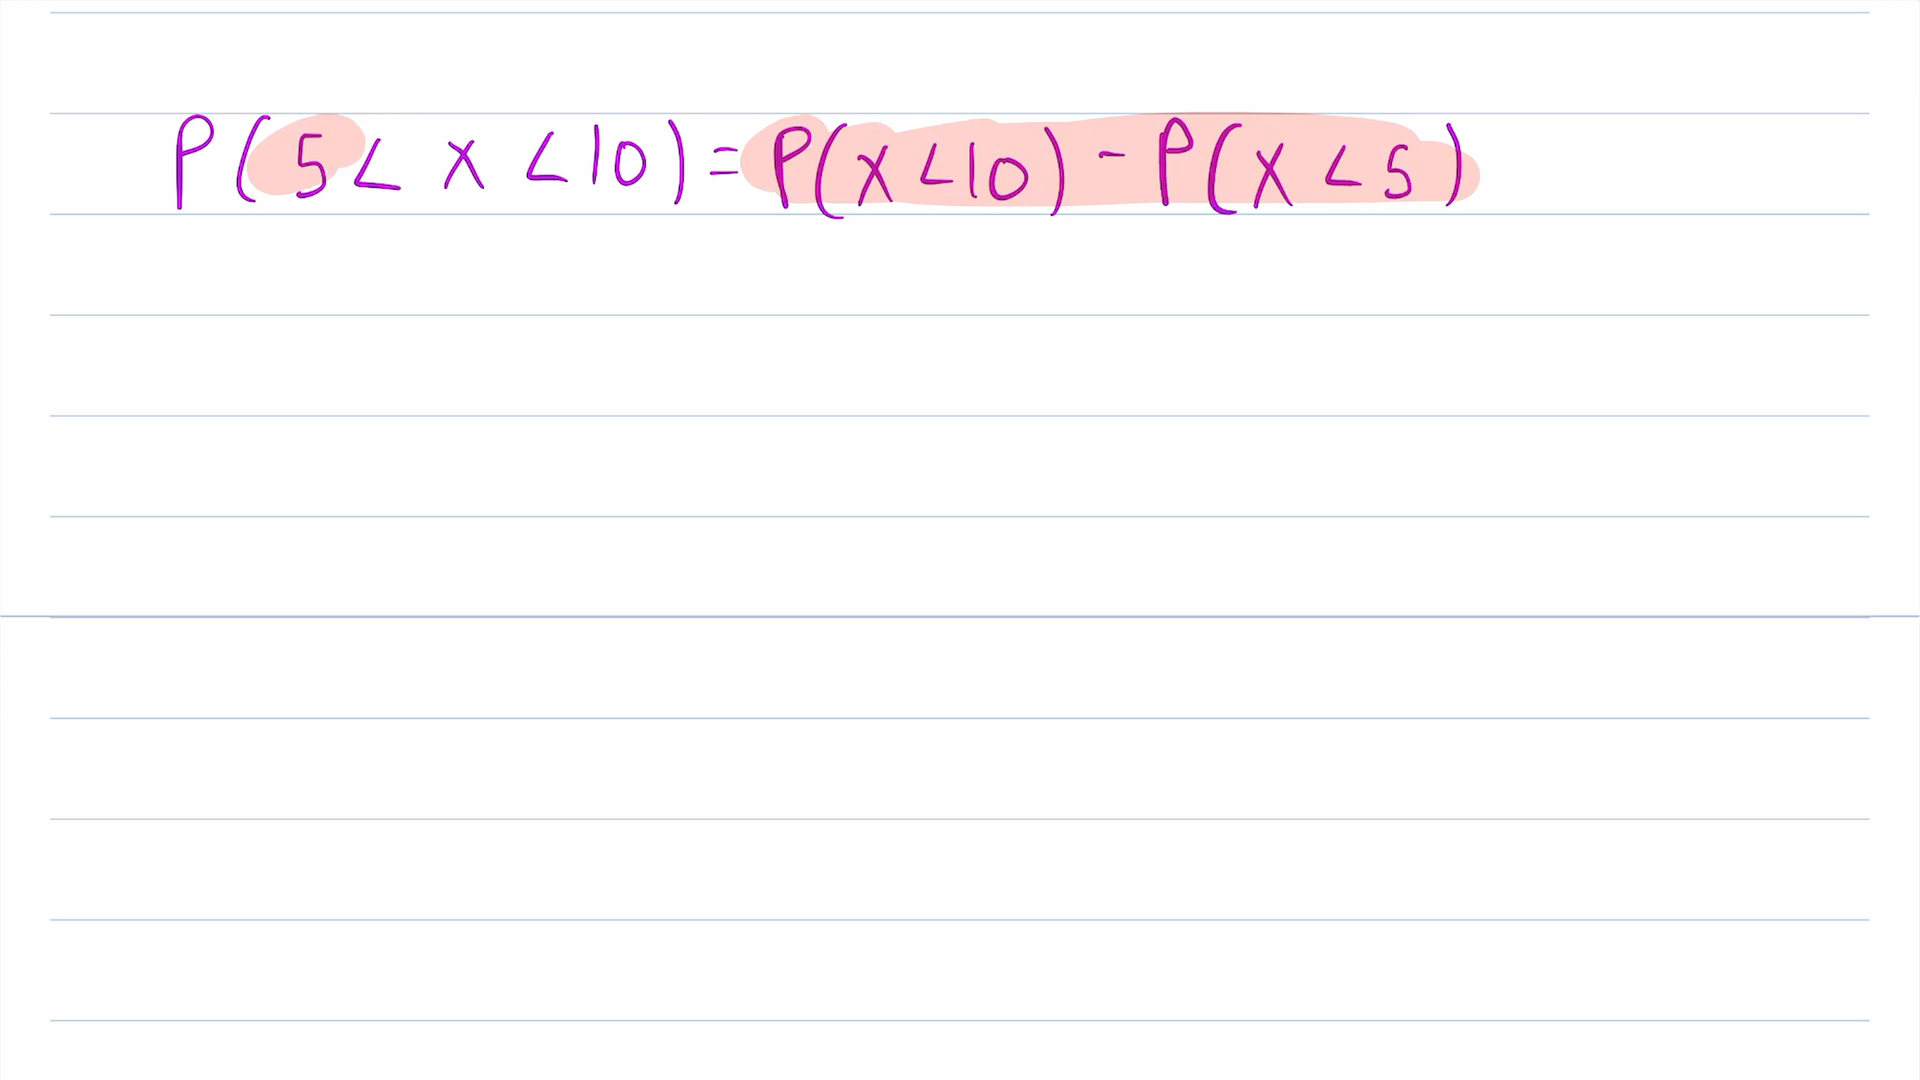 P(5 < x < 10) = P(x < 10) - P(x < 5)